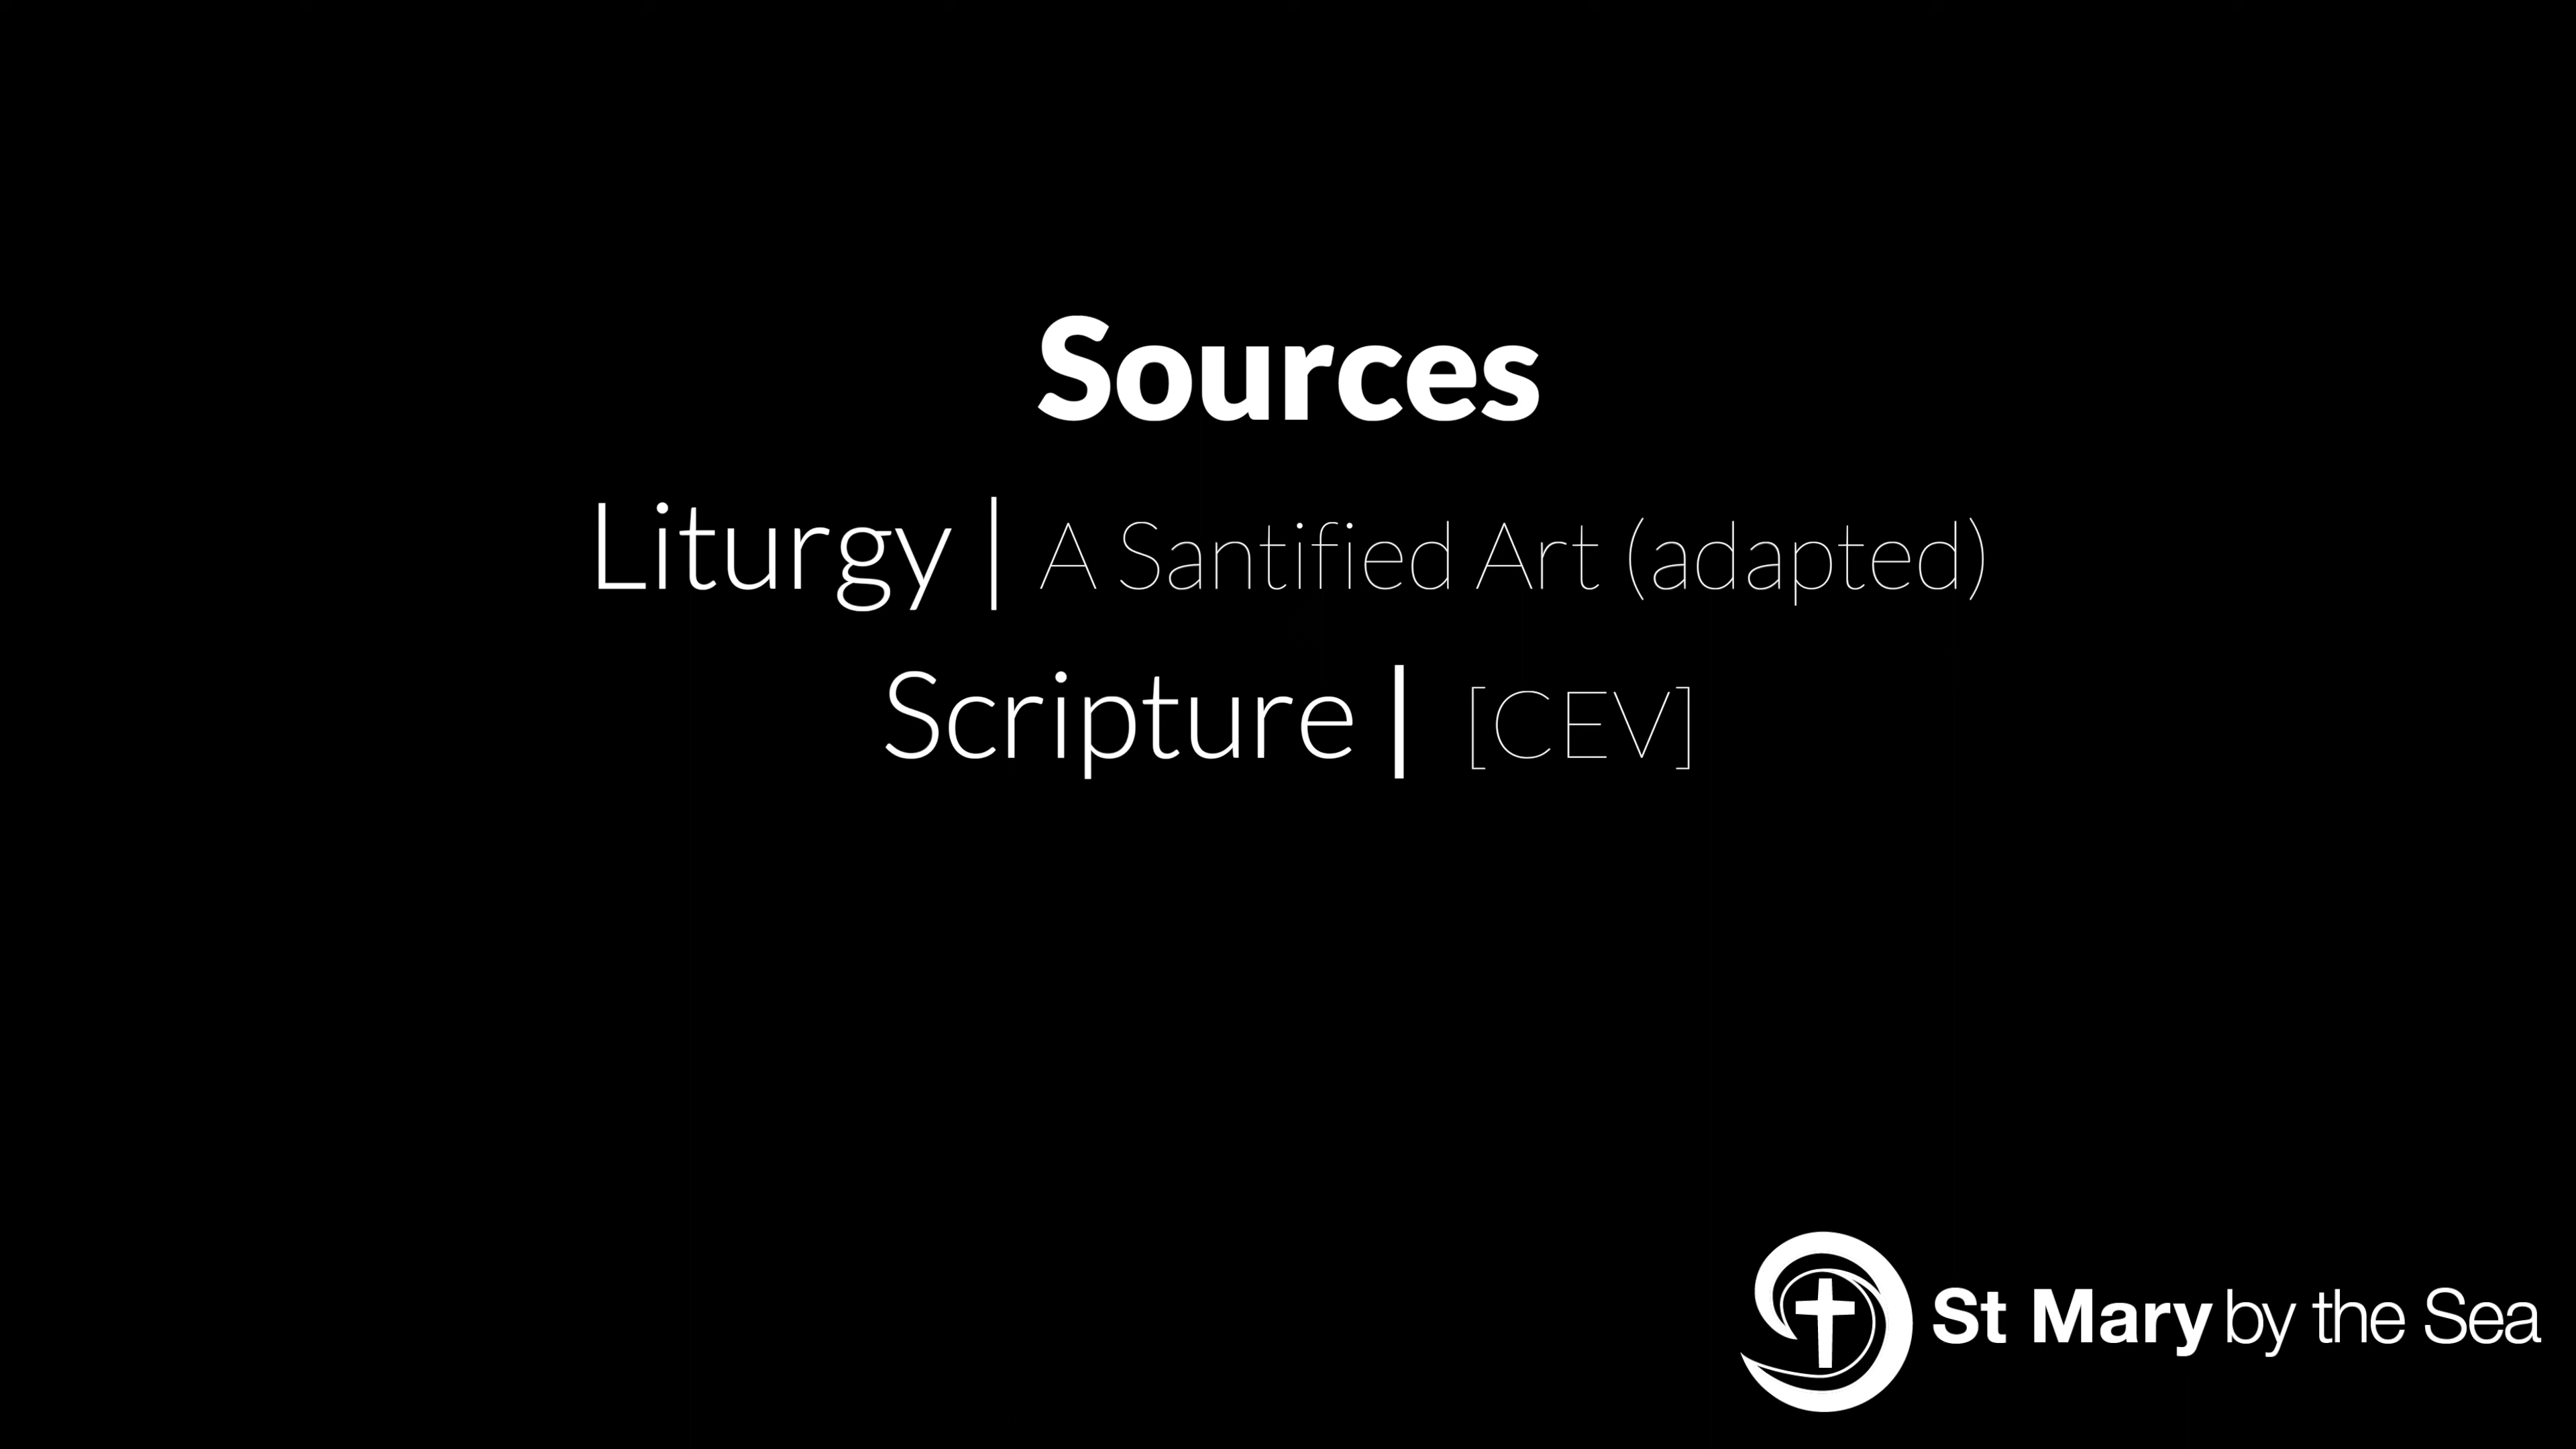 Sources
Liturgy | A Santified Art (adapted)
Scripture | [CEV]
St Mary by the Sea